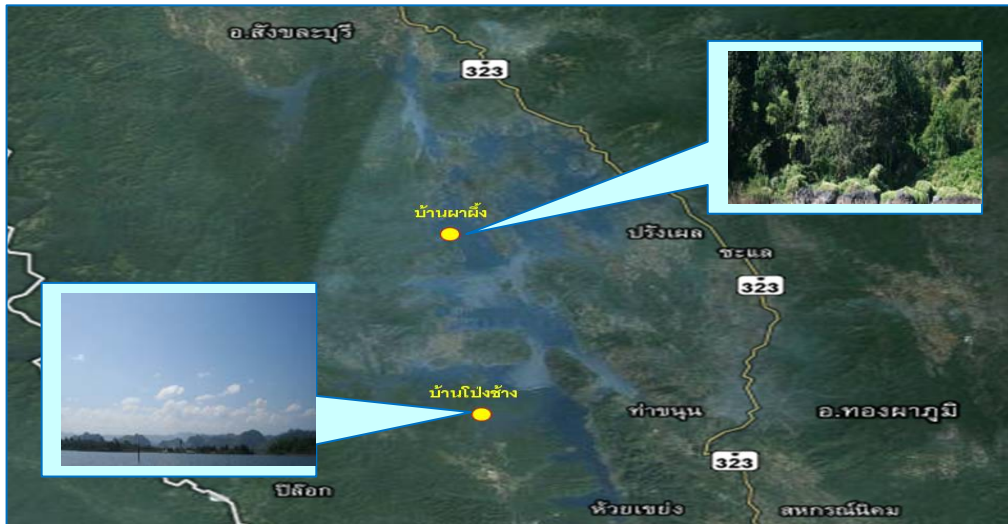 อ.สังขละบุรี
323
บ้านผาผึ้ง
ปรังเผล
ชะแล
323
บ้านโป่งช้าง
ท่าขนุน
อ.ทองผาภูมิ
323
ปิล๊อก
ห้วยเขย่ง
สหกรณ์นิคม